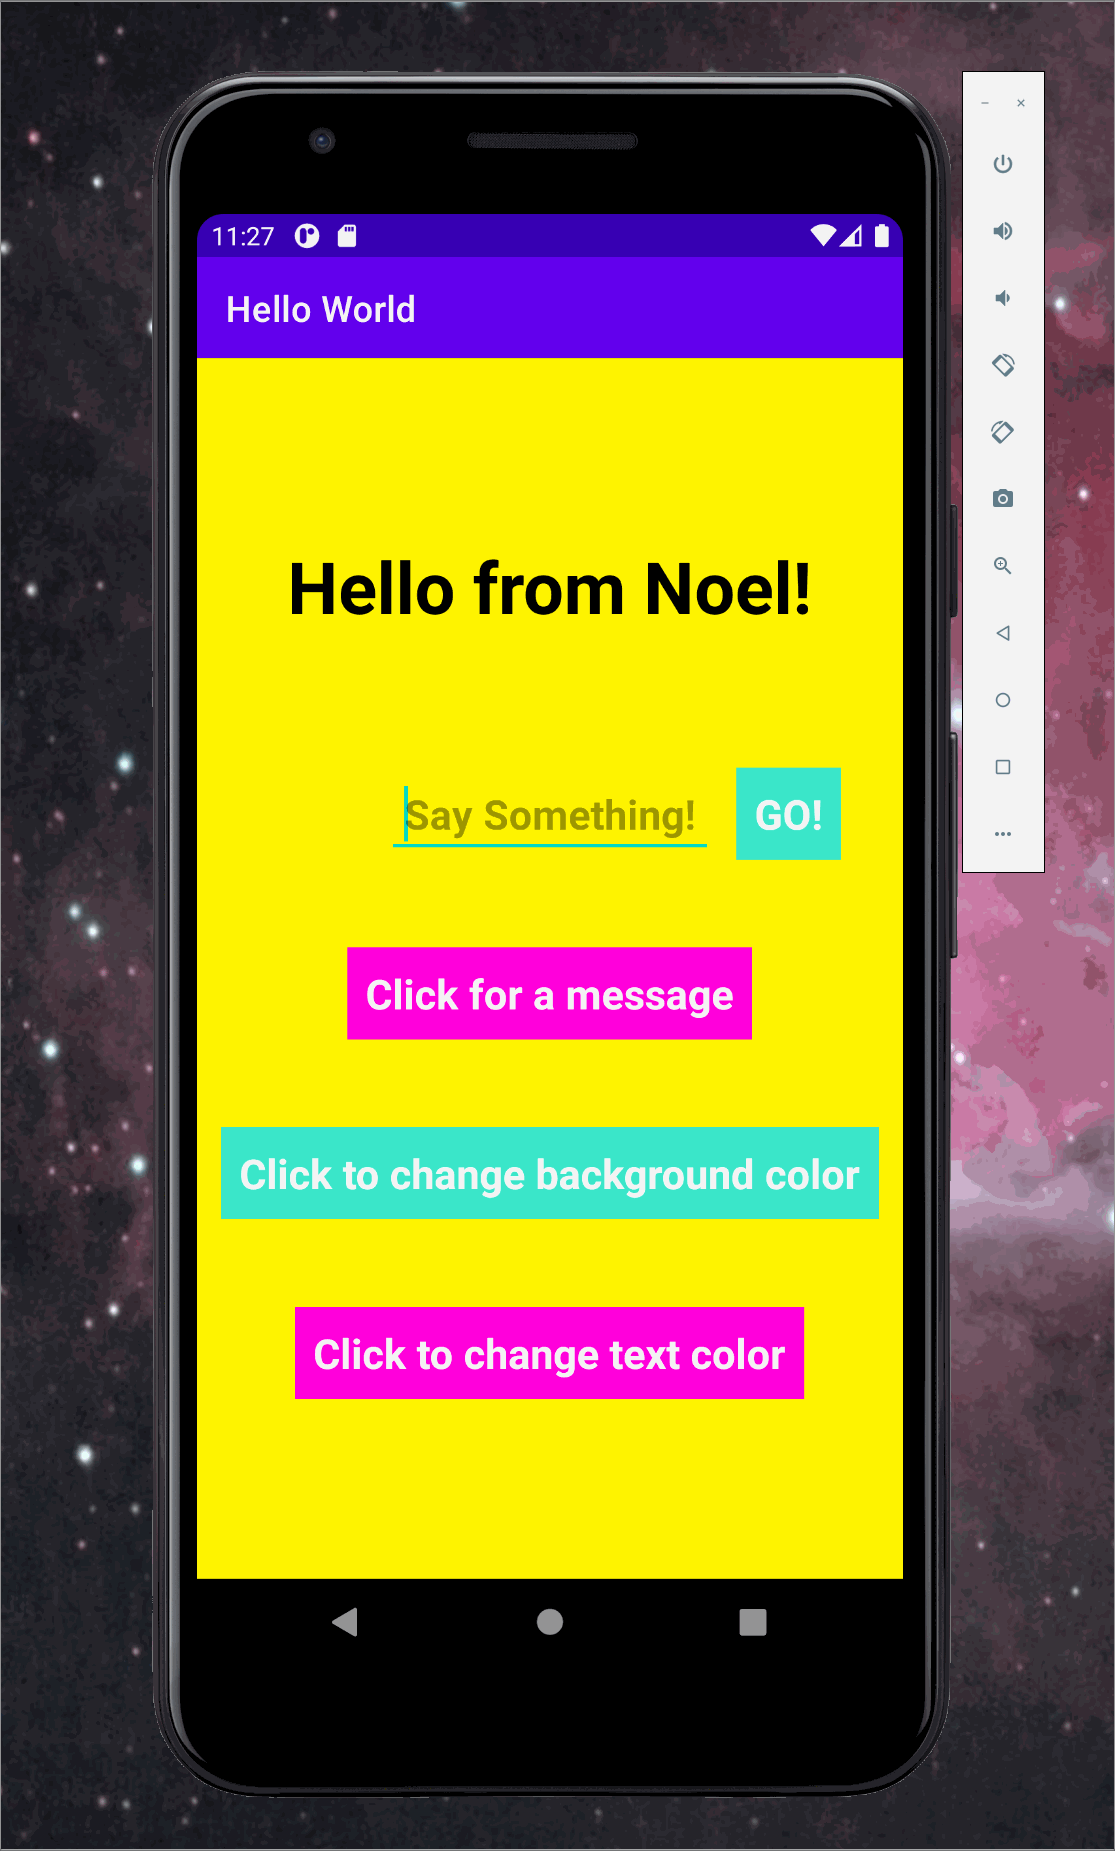 11:27
Hello World
Hello from Noel!
Say Something!
GO!
Click for a message
Click to change background color
Click to change text color